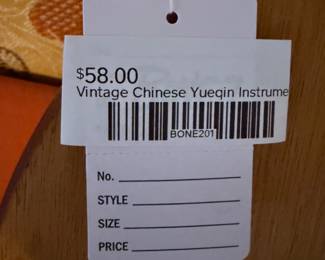 $58.00
Vintage Chinese Yueqin Instrume
BONE201
No.
STYLE
SIZE
PRICE